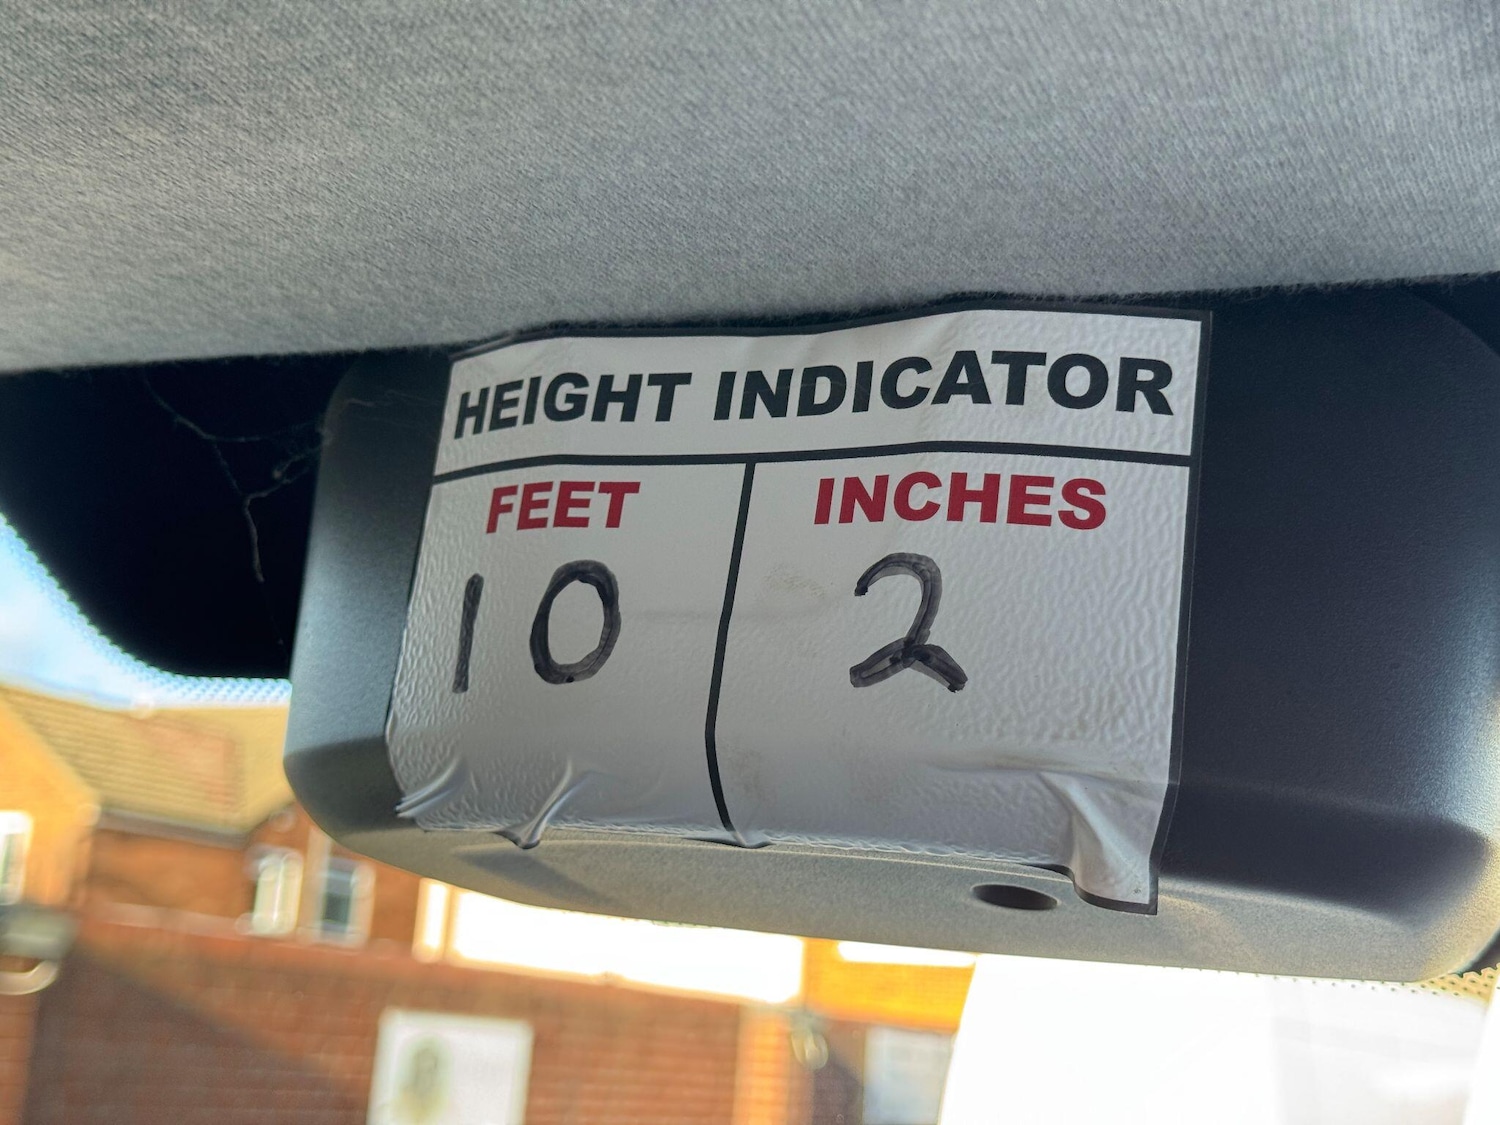 HEIGHT INDICATOR
FEET INCHES
10 2